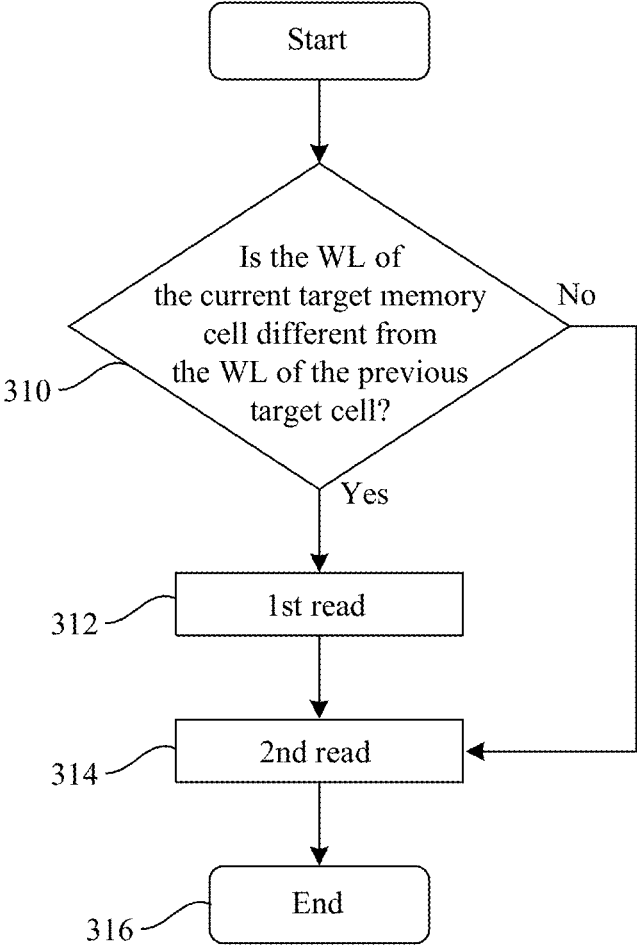 Start
Is the WL of
the current target memory
cell different from
the WL of the previous
target cell?
No
310
Yes
1st read
312
2nd read
314
End
316